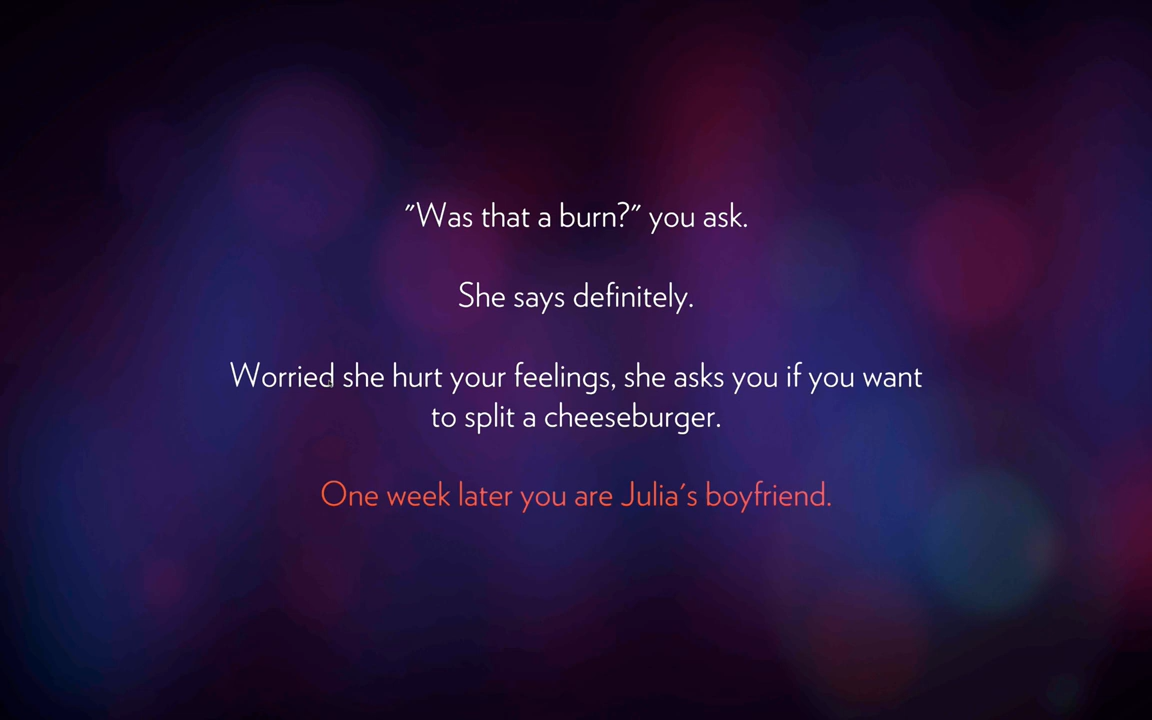 "Was that a burn?" you ask.
She says definitely.
Worried she hurt your feelings, she asks you if you want
to split a cheeseburger.
One week later you are Julia's boyfriend.